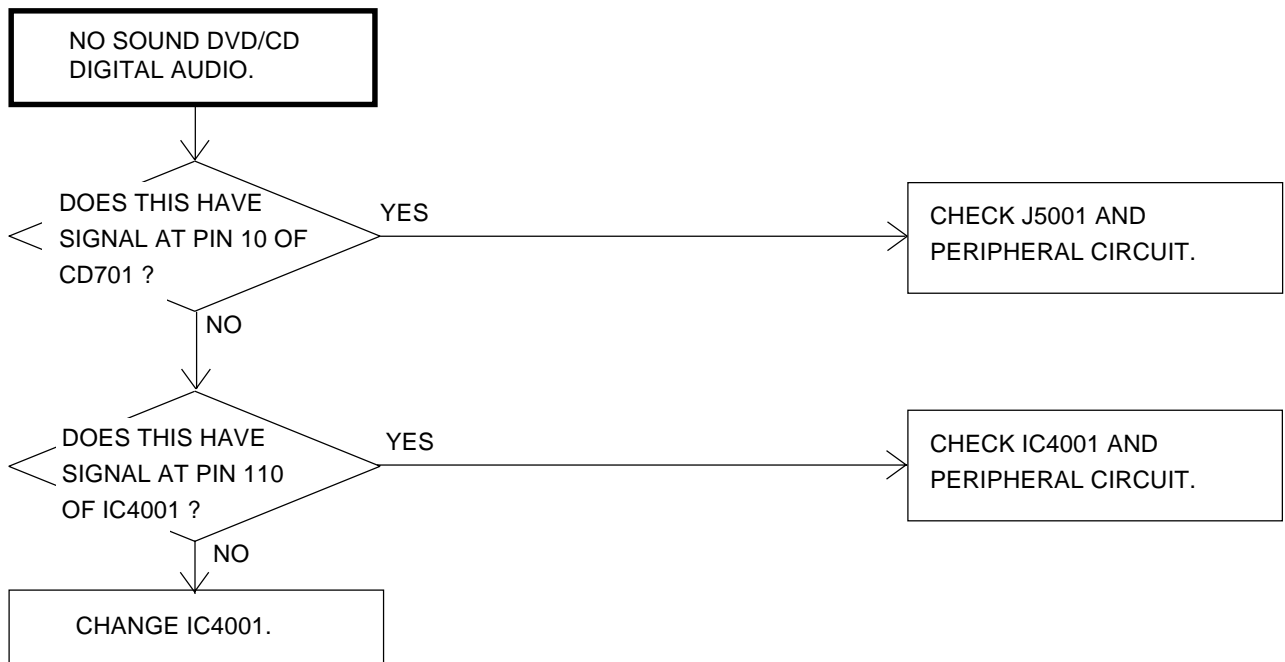 NO SOUND DVD/CD
DIGITAL AUDIO.
DOES THIS HAVE
SIGNAL AT PIN 10 OF
CD701 ?
YES
CHECK J5001 AND
PERIPHERAL CIRCUIT.
NO
DOES THIS HAVE
SIGNAL AT PIN 110
OF IC4001 ?
YES
CHECK IC4001 AND
PERIPHERAL CIRCUIT.
NO
CHANGE IC4001.